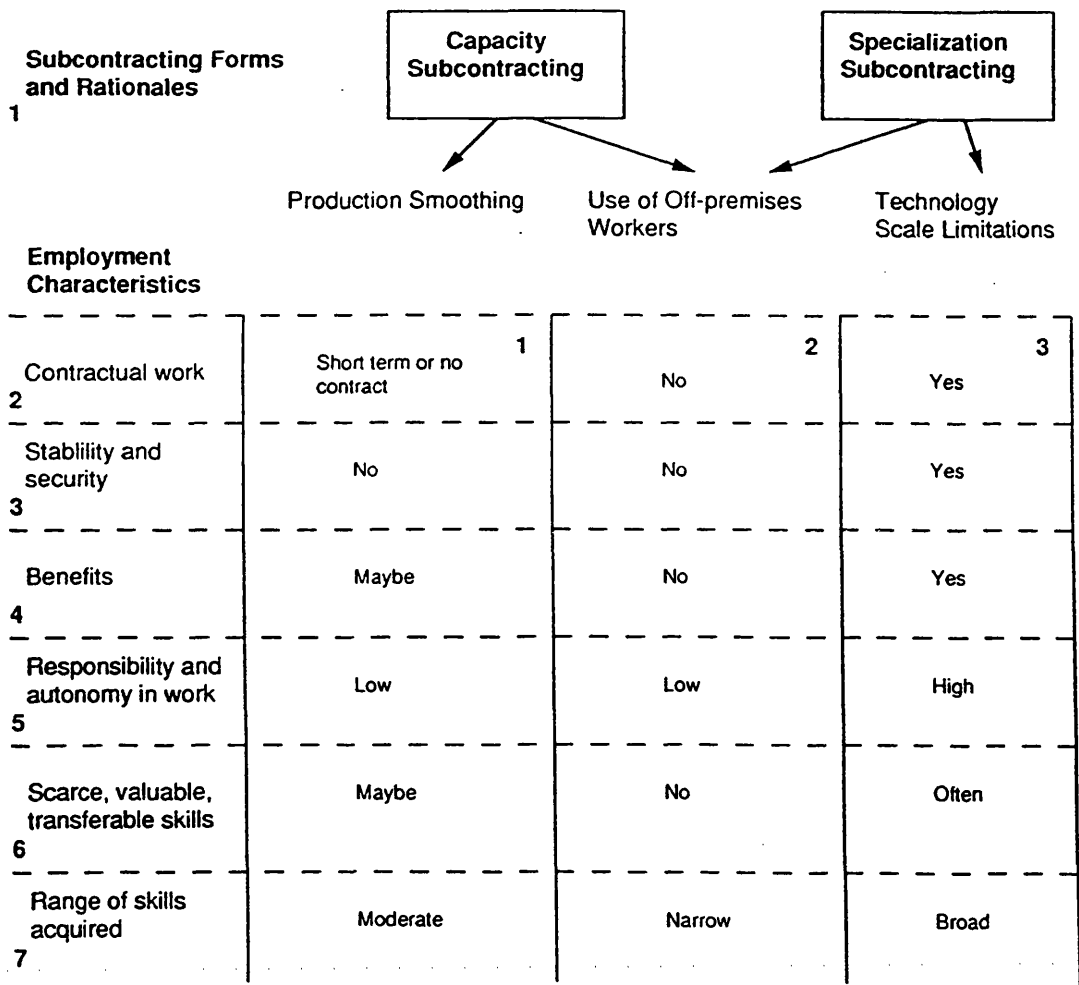 Subcontracting Forms
and Rationales
1
Capacity
Subcontracting
Specialization
Subcontracting
Production Smoothing
Use of Off-premises
Workers
Technology
Scale Limitations
Employment
Characteristics
1
2
3
Contractual work
2
Short term or no
contract
No
Yes
Stablility and
security
3
No
No
Yes
Benefits
4
Maybe
No
Yes
Responsibility and
autonomy in work
5
Low
Low
High
Scarce, valuable,
transferable skills
6
Maybe
No
Often
Range of skills
acquired
7
Moderate
Narrow
Broad